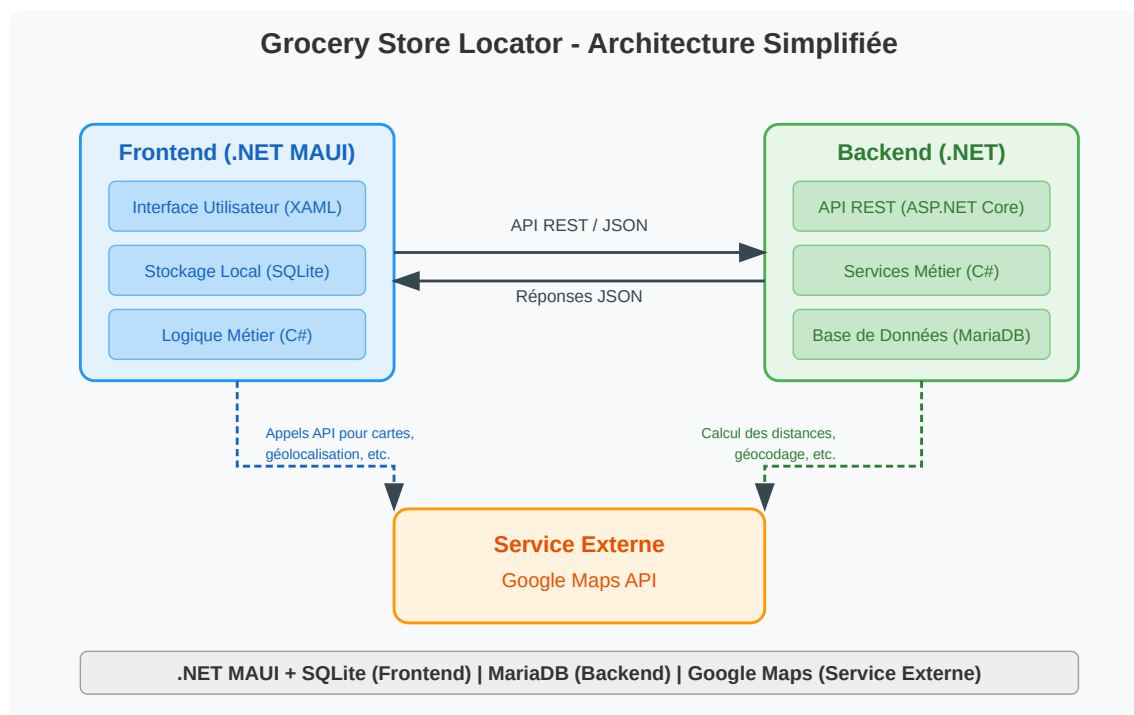 Grocery Store Locator - Architecture Simplifiée
Frontend (.NET MAUI)
Interface Utilisateur (XAML)
Stockage Local (SQLite)
Logique Métier (C#)
API REST / JSON
Réponses JSON
Backend (.NET)
API REST (ASP.NET Core)
Services Métier (C#)
Base de Données (MariaDB)
Appels API pour cartes,
géolocalisation, etc.
Calcul des distances,
géocodage, etc.
Service Externe
Google Maps API
.NET MAUI + SQLite (Frontend) | MariaDB (Backend) | Google Maps (Service Externe)